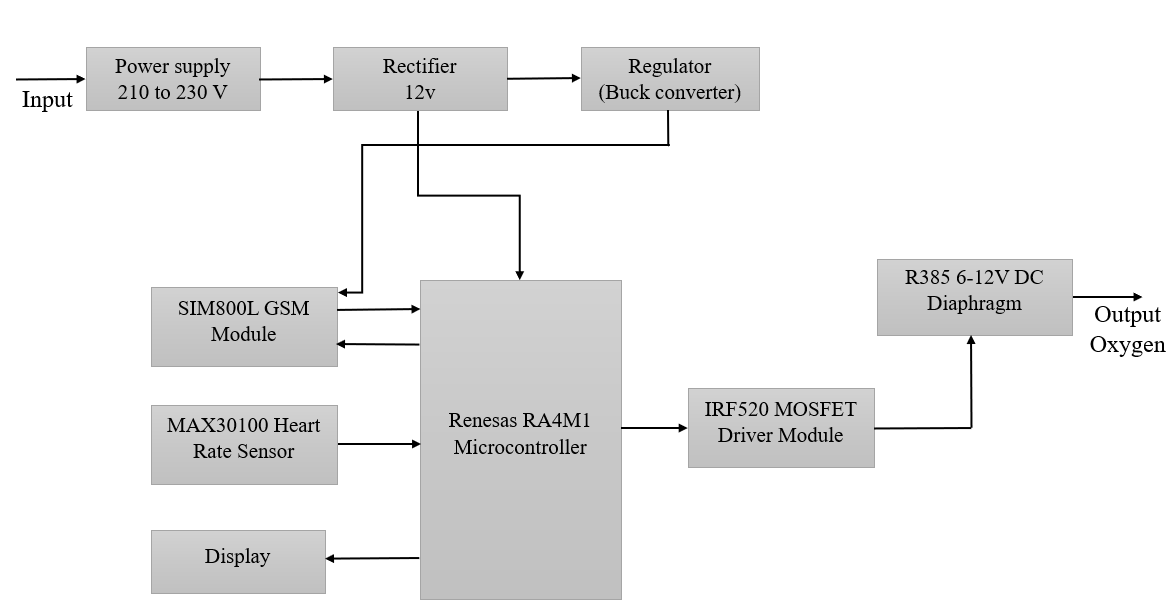 Input
Power supply
210 to 230 V
Rectifier
12v
Regulator
(Buck converter)
SIM800L GSM
Module
MAX30100 Heart
Rate Sensor
Display
Renesas RA4M1
Microcontroller
IRF520 MOSFET
Driver Module
R385 6-12V DC
Diaphragm
Output
Oxygen